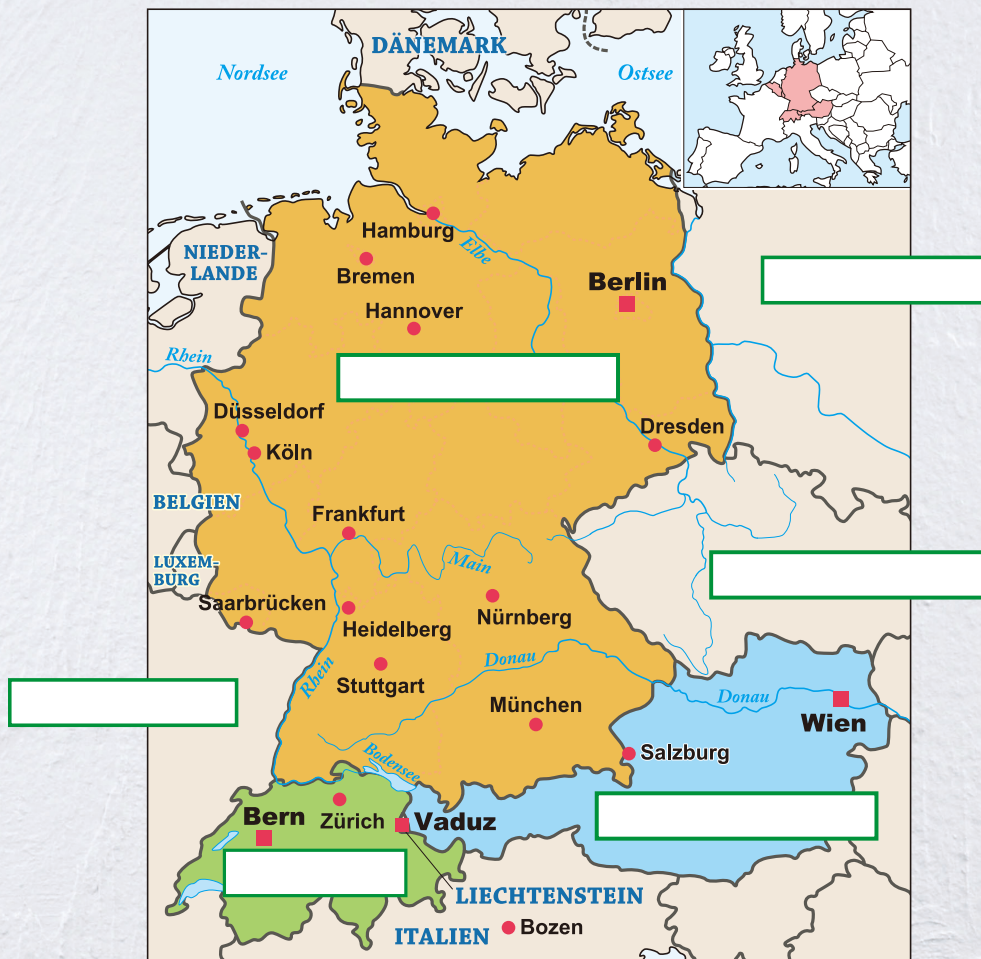 DÄNEMARK
Nordsee
Ostsee
Hamburg
Elbe
NIEDER-
LANDE
Bremen
Berlin
Hannover
Rhein
Düsseldorf
Dresden
Köln
BELGIEN
Frankfurt
LUXEM-
BURG
Main
Saarbrücken
Nürnberg
Heidelberg
Rhein
Donau
Stuttgart
Donau
München
Wien
Salzburg
Bodensee
Bern
Zürich
Vaduz
LIECHTENSTEIN
ITALIEN
Bozen